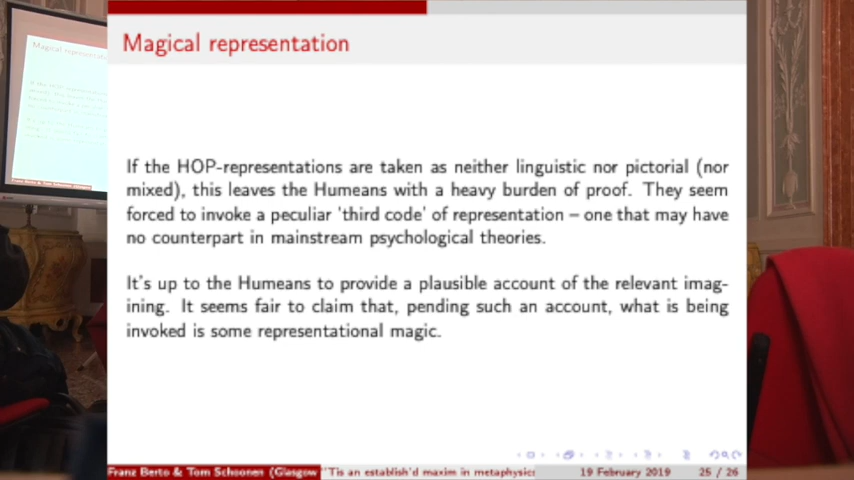 Magical representation
If the HOP-representations are taken as neither linguistic nor pictorial (nor
mixed), this leaves the Humeans with a heavy burden of proof. They seem
forced to invoke a peculiar 'third code' of representation – one that may have
no counterpart in mainstream psychological theories.
It's up to the Humeans to provide a plausible account of the relevant imag-
ining. It seems fair to claim that, pending such an account, what is being
invoked is some representational magic.
Franz Berto & Tom Schoonen (Glasgow
"Tis an establish'd maxim in metaphysics
19 February 2019
25 / 26